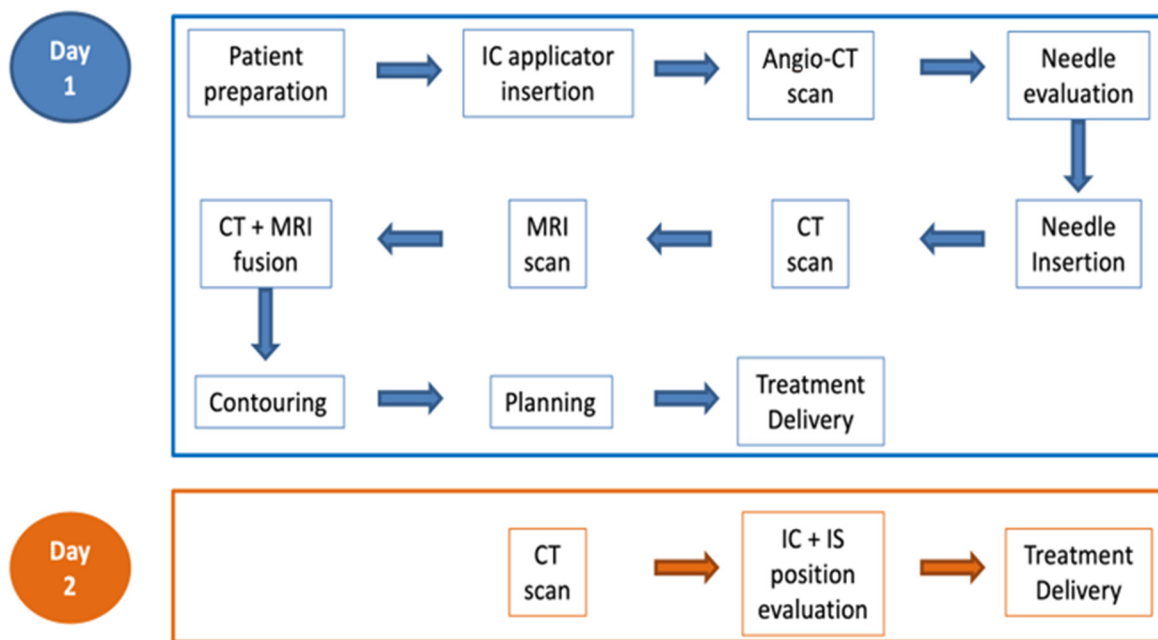 Day
1
Patient
preparation
IC applicator
insertion
Angio-CT
scan
Needle
evaluation
Needle
Insertion
CT
scan
MRI
scan
CT + MRI
fusion
Contouring
Planning
Treatment
Delivery
Day
2
CT
scan
IC + IS
position
evaluation
Treatment
Delivery